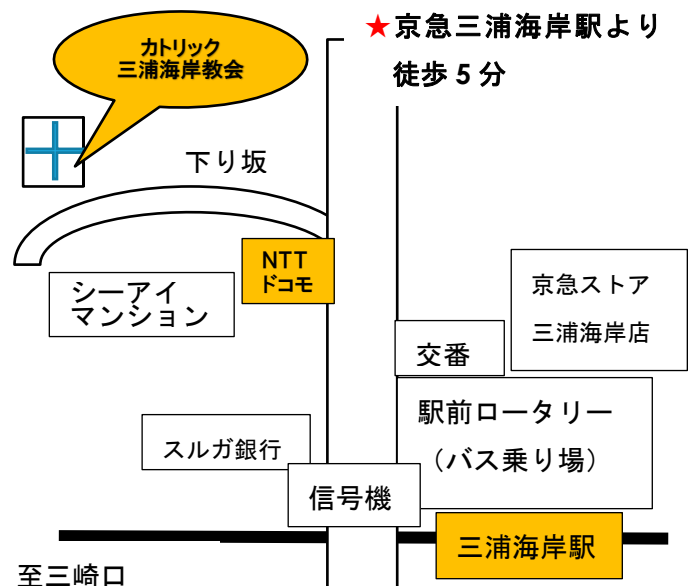 ★京急三浦海岸駅より
徒歩 5 分
カトリック
三浦海岸教会
下り坂
NTT
ドコモ
シーアイ
マンション
京急ストア
三浦海岸店
交番
駅前ロータリー
（バス乗り場）
スルガ銀行
信号機
三浦海岸駅
至三崎口